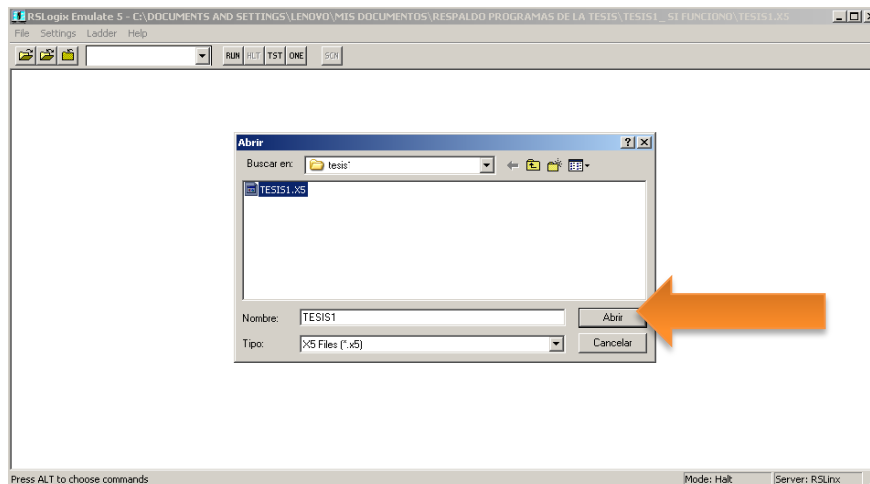 RSLogix Emulate 5 - C:\DOCUMENTS AND SETTINGS\LENOVO\MIS DOCUMENTOS\RESPALDO PROGRAMAS DE LA TESIS\TESIS1_ SI FUNCIONO\TESIS1.X5
File Settings Ladder Help
RUN HLT TST ONE SCN
Abrir
Buscar en: tesis'
TESIS1.X5
Nombre: TESIS1 Abrir
Tipo: X5 Files (*.x5) Cancelar
Press ALT to choose commands Mode: Halt Server: RSLinx